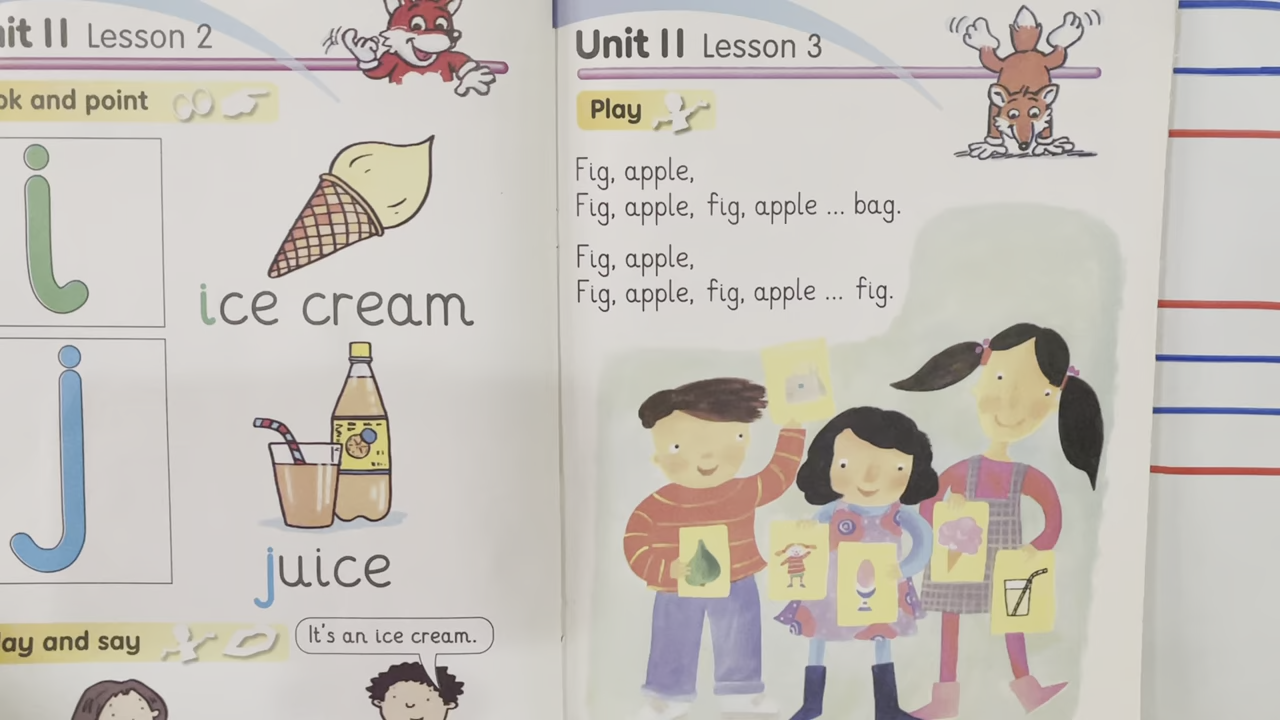 Unit 11 Lesson 2
ok and point
i
ice cream
j
juice
lay and say
It's an ice cream.
Unit 11 Lesson 3
Play
Fig, apple,
Fig, apple, fig, apple ... bag.
Fig, apple,
Fig, apple, fig, apple ... fig.